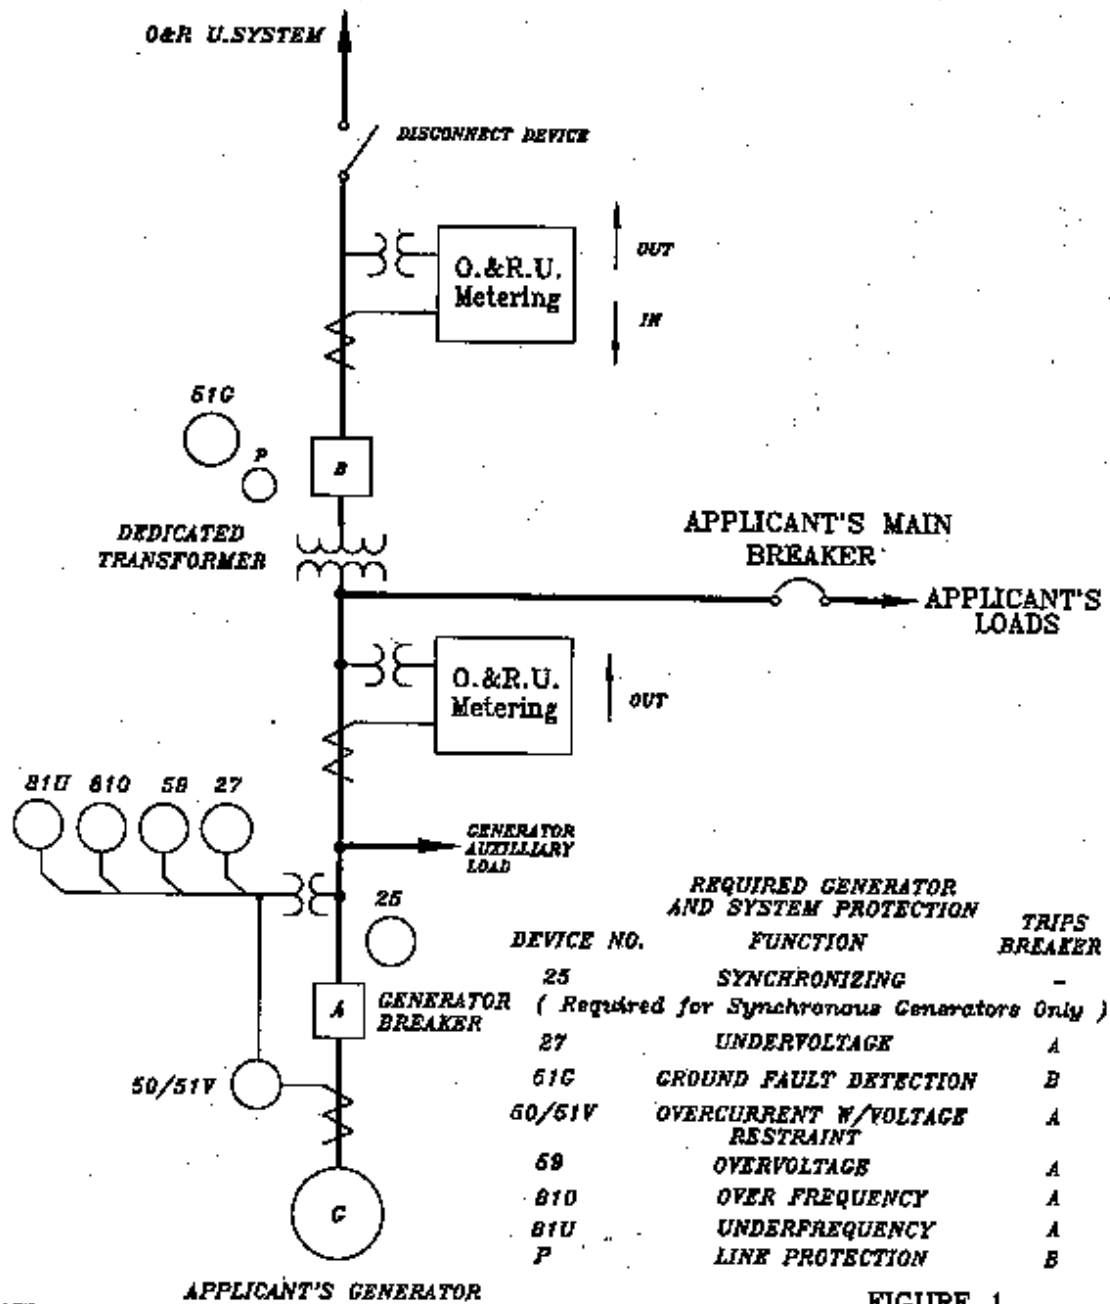 O&R U.SYSTEM
DISCONNECT DEVICE
O.&R.U.
Metering
OUT
IN
51G
P
B
DEDICATED
TRANSFORMER
APPLICANT'S MAIN
BREAKER
APPLICANT'S
LOADS
O.&R.U.
Metering
OUT
81U 81O 59 27
GENERATOR
AUXILLIARY
LOAD
25
A
GENERATOR
BREAKER
50/51V
G
APPLICANT'S GENERATOR
REQUIRED GENERATOR
AND SYSTEM PROTECTION
DEVICE NO. FUNCTION TRIPS BREAKER
25 SYNCHRONIZING -
( Required for Synchronous Generators Only )
27 UNDERVOLTAGE A
51G GROUND FAULT DETECTION B
50/51V OVERCURRENT W/VOLTAGE A
RESTRAINT
59 OVERVOLTAGE A
81O OVER FREQUENCY A
81U UNDERFREQUENCY A
P LINE PROTECTION B
FIGURE 1